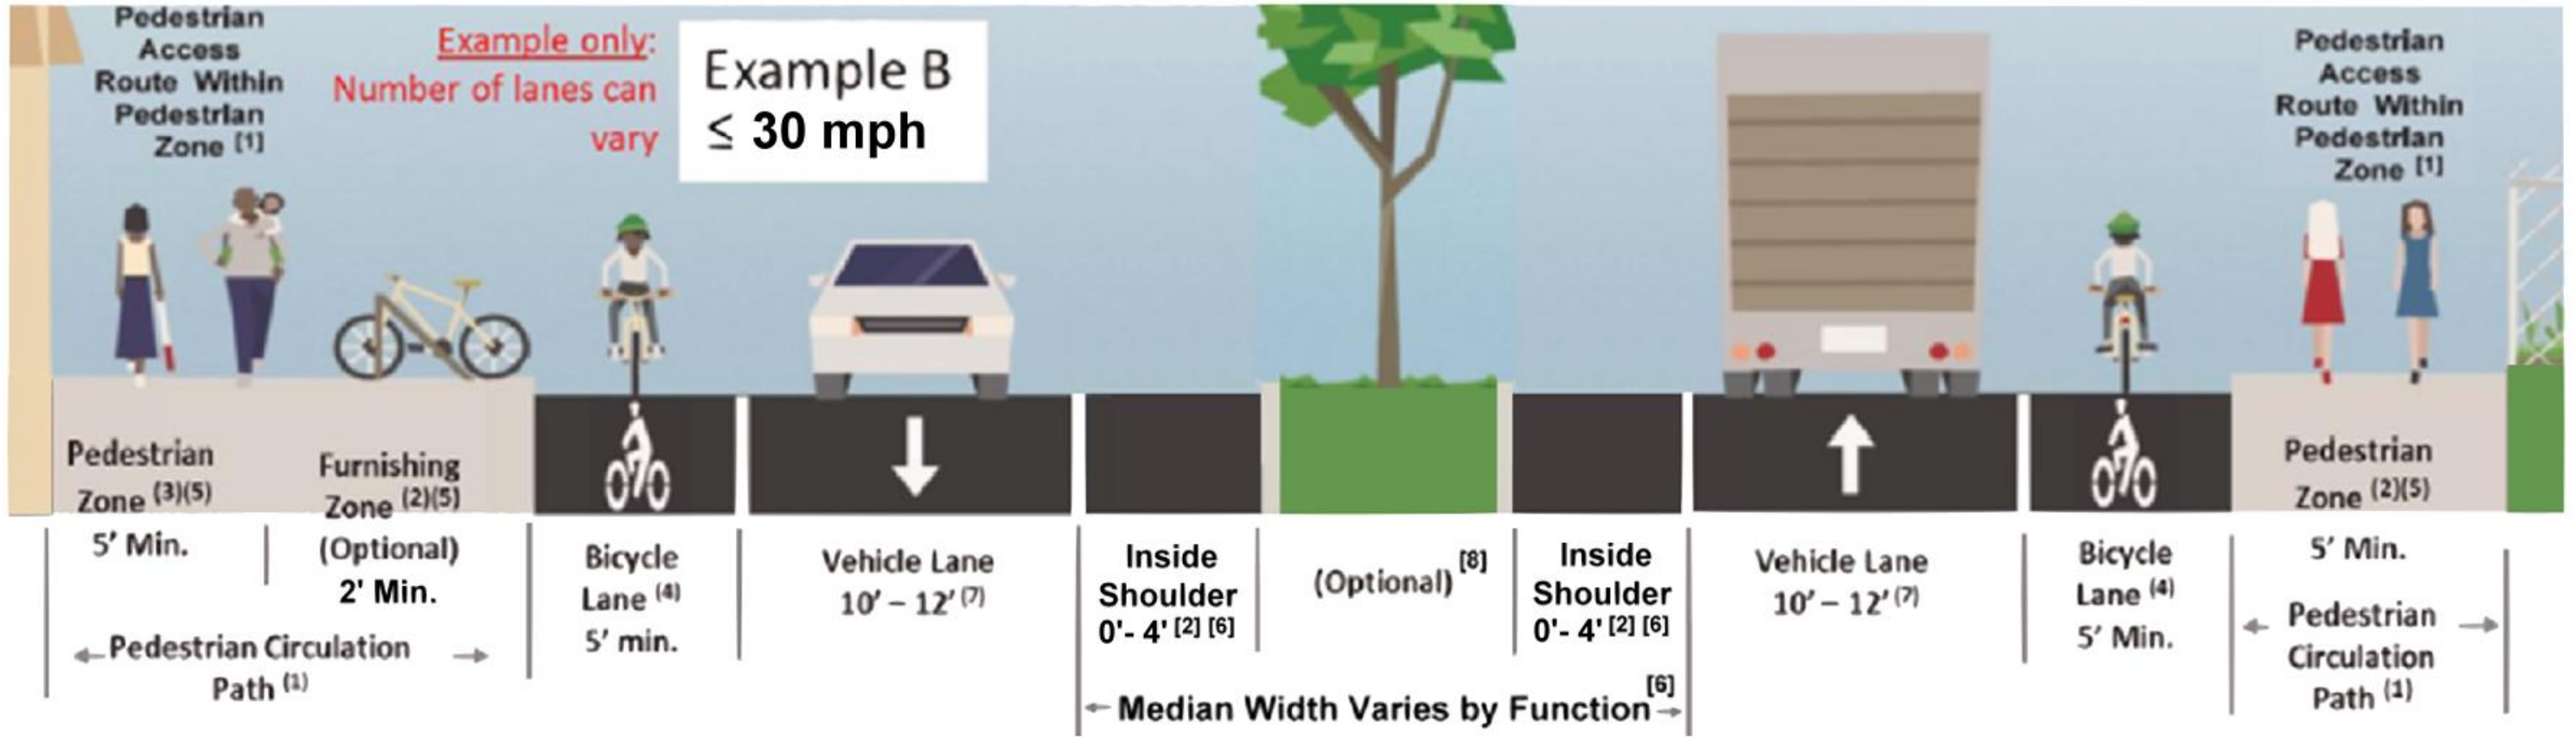 Pedestrian
Access
Route Within
Pedestrian
Zone [1]
Example only:
Number of lanes can
vary
Example B
≤ 30 mph
Pedestrian
Access
Route Within
Pedestrian
Zone [1]
Pedestrian
Zone (3)(5)
5' Min.
Furnishing
Zone (2)(5)
(Optional)
2' Min.
Pedestrian Circulation
Path (1)
Bicycle
Lane (4)
5' min.
Vehicle Lane
10' – 12' (7)
Inside
Shoulder
0'- 4' [2] [6]
(Optional) [8]
Inside
Shoulder
0'- 4' [2] [6]
Median Width Varies by Function [6]
Vehicle Lane
10' – 12' (7)
Bicycle
Lane (4)
5' Min.
Pedestrian
Zone (2)(5)
5' Min.
Pedestrian
Circulation
Path (1)